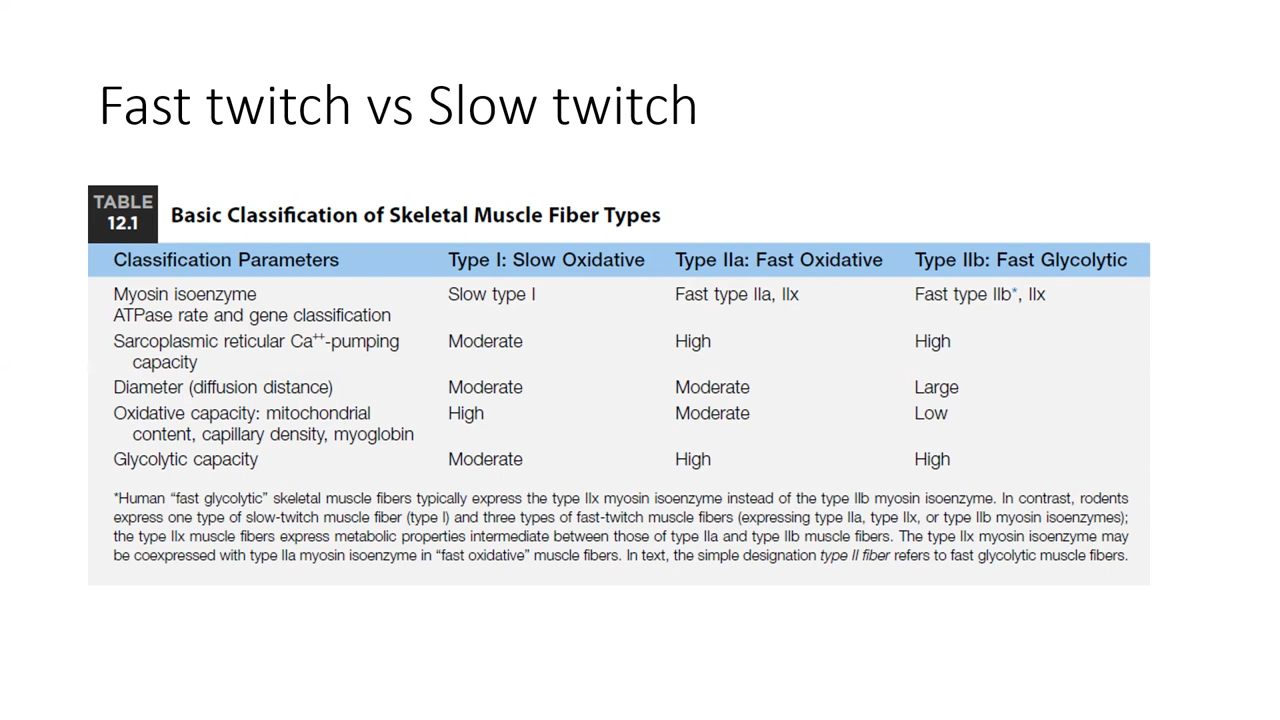 Fast twitch vs Slow twitch
TABLE
12.1
Basic Classification of Skeletal Muscle Fiber Types
Classification Parameters Type I: Slow Oxidative Type IIa: Fast Oxidative Type IIb: Fast Glycolytic
Myosin isoenzyme Slow type I Fast type IIa, IIx Fast type IIb*, IIx
ATPase rate and gene classification
Sarcoplasmic reticular Ca⁺⁺-pumping Moderate High High
capacity
Diameter (diffusion distance) Moderate Moderate Large
Oxidative capacity: mitochondrial High Moderate Low
content, capillary density, myoglobin
Glycolytic capacity Moderate High High
*Human “fast glycolytic” skeletal muscle fibers typically express the type IIx myosin isoenzyme instead of the type IIb myosin isoenzyme. In contrast, rodents
express one type of slow-twitch muscle fiber (type I) and three types of fast-twitch muscle fibers (expressing type IIa, type IIx, or type IIb myosin isoenzymes);
the type IIx muscle fibers express metabolic properties intermediate between those of type IIa and type IIb muscle fibers. The type IIx myosin isoenzyme may
be coexpressed with type IIa myosin isoenzyme in “fast oxidative” muscle fibers. In text, the simple designation type II fiber refers to fast glycolytic muscle fibers.